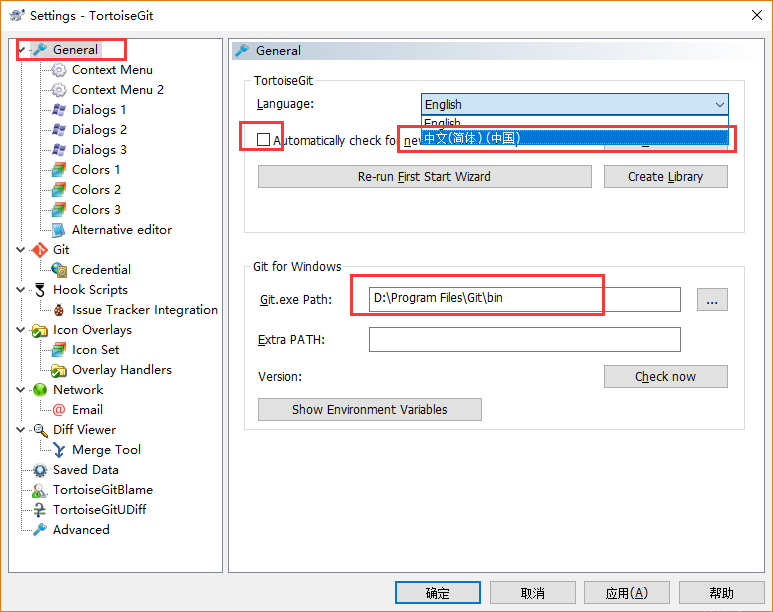 Settings - TortoiseGit
General
Context Menu
Context Menu 2
Dialogs 1
Dialogs 2
Dialogs 3
Colors 1
Colors 2
Colors 3
Alternative editor
Git
Credential
Hook Scripts
Issue Tracker Integration
Icon Overlays
Icon Set
Overlay Handlers
Network
Email
Diff Viewer
Merge Tool
Saved Data
TortoiseGitBlame
TortoiseGitUDiff
Advanced
General
TortoiseGit
Language:
English
English
中文(简体) (中国)
Automatically check for
Re-run First Start Wizard
Create Library
Git for Windows
Git.exe Path:
D:\Program Files\Git\bin
...
Extra PATH:
Version:
Check now
Show Environment Variables
确定
取消
应用(A)
帮助